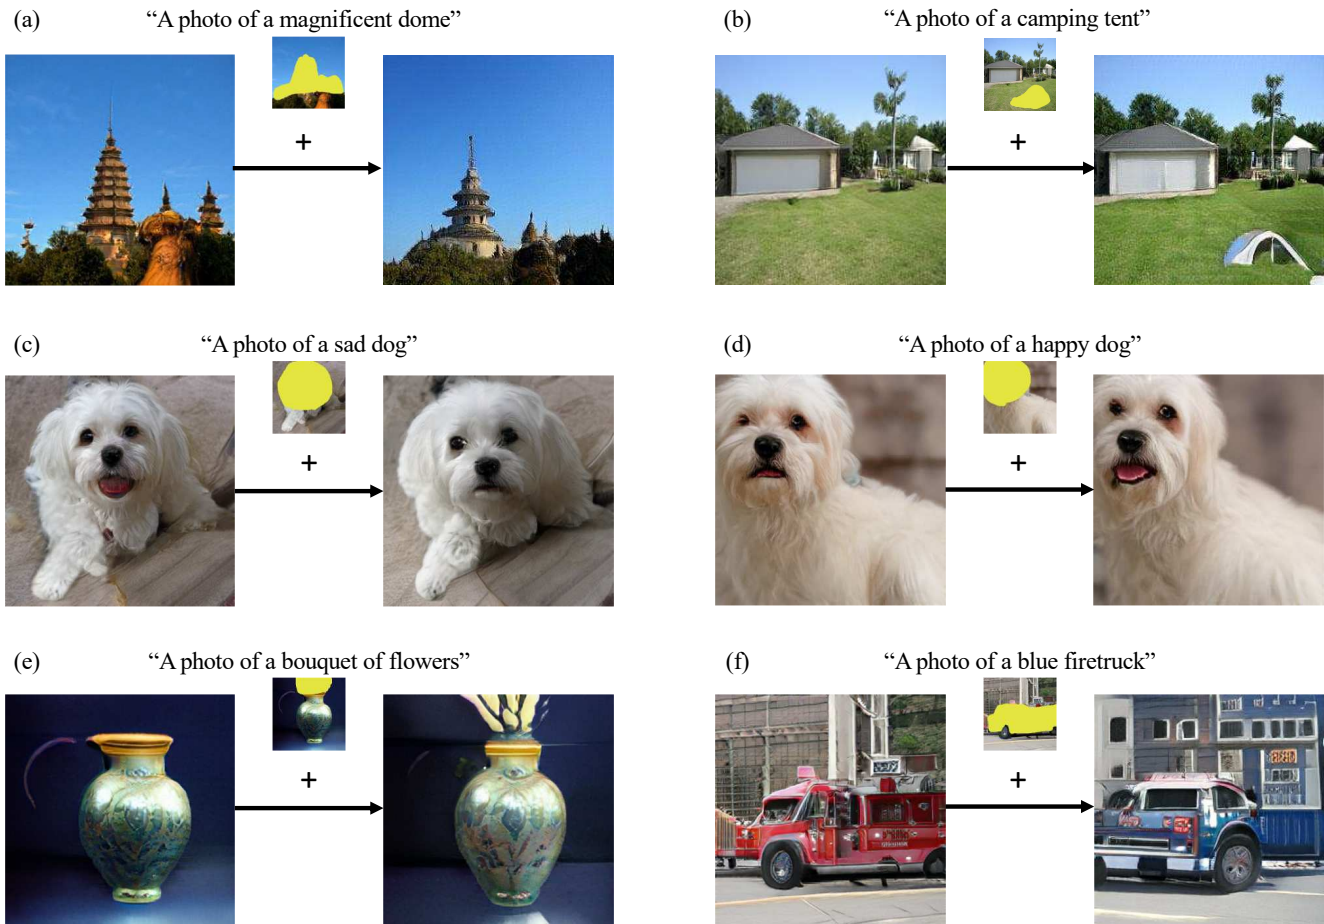 (a) “A photo of a magnificent dome”
(b) “A photo of a camping tent”
+
+
(c) “A photo of a sad dog”
(d) “A photo of a happy dog”
+
+
(e) “A photo of a bouquet of flowers”
(f) “A photo of a blue firetruck”
+
+